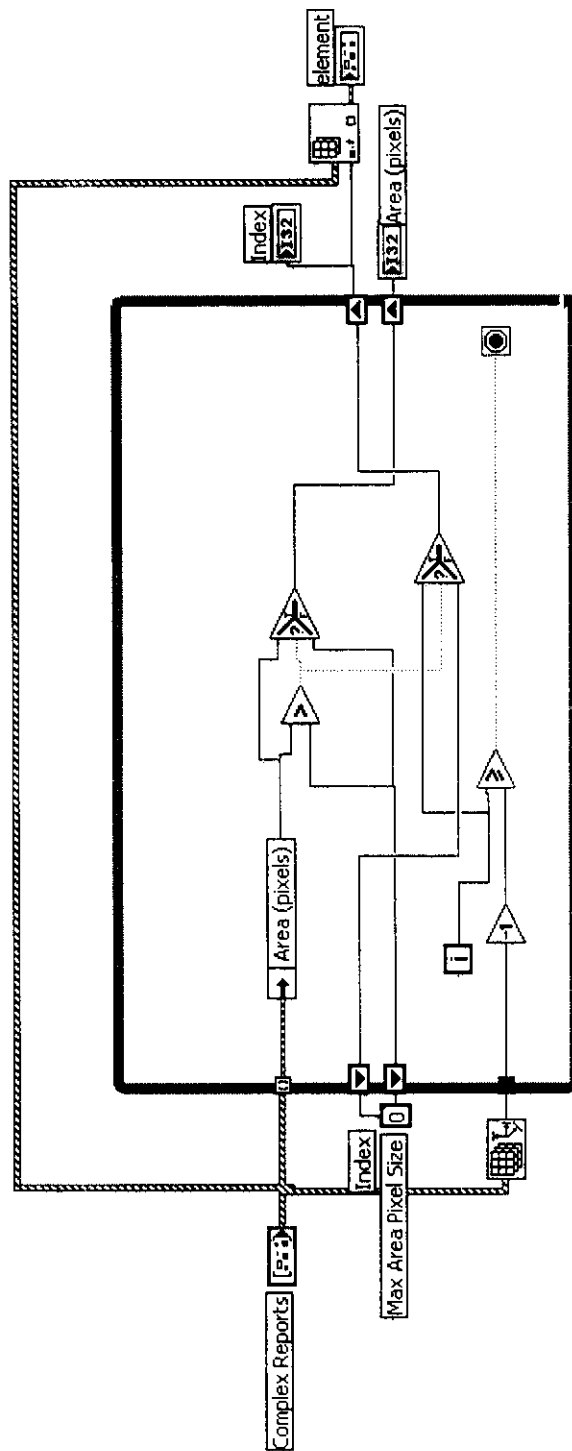 Complex Reports
Index
Max Area Pixel Size
0
Area (pixels)
i
-1
>
?
?
≥
Index
I32
element
Area (pixels)
I32